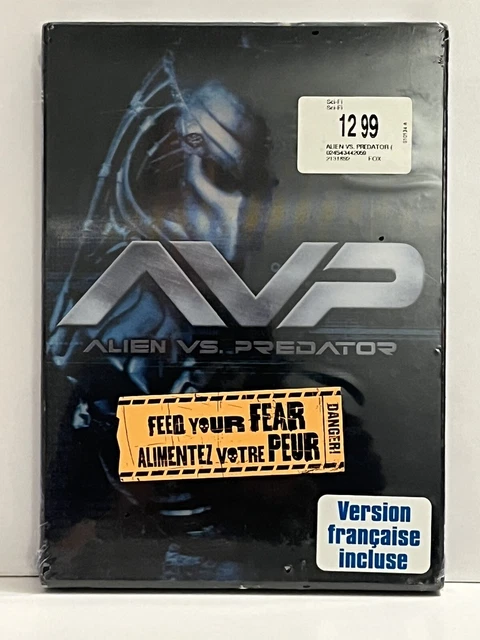 Sci-Fi
Sci-Fi
12 99
ALIEN VS. PREDATOR (
024543442059
FOX
AVP
ALIEN VS. PREDATOR
FEED YOUR FEAR
ALIMENTEZ VOTRE PEUR
DANGER!
Version
française
incluse